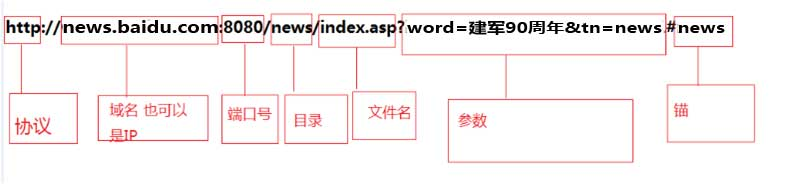 http://news.baidu.com:8080/news/index.asp?word=建军90周年&tn=news #news
协议
域名 也可以
是IP
端口号
目录
文件名
参数
锚